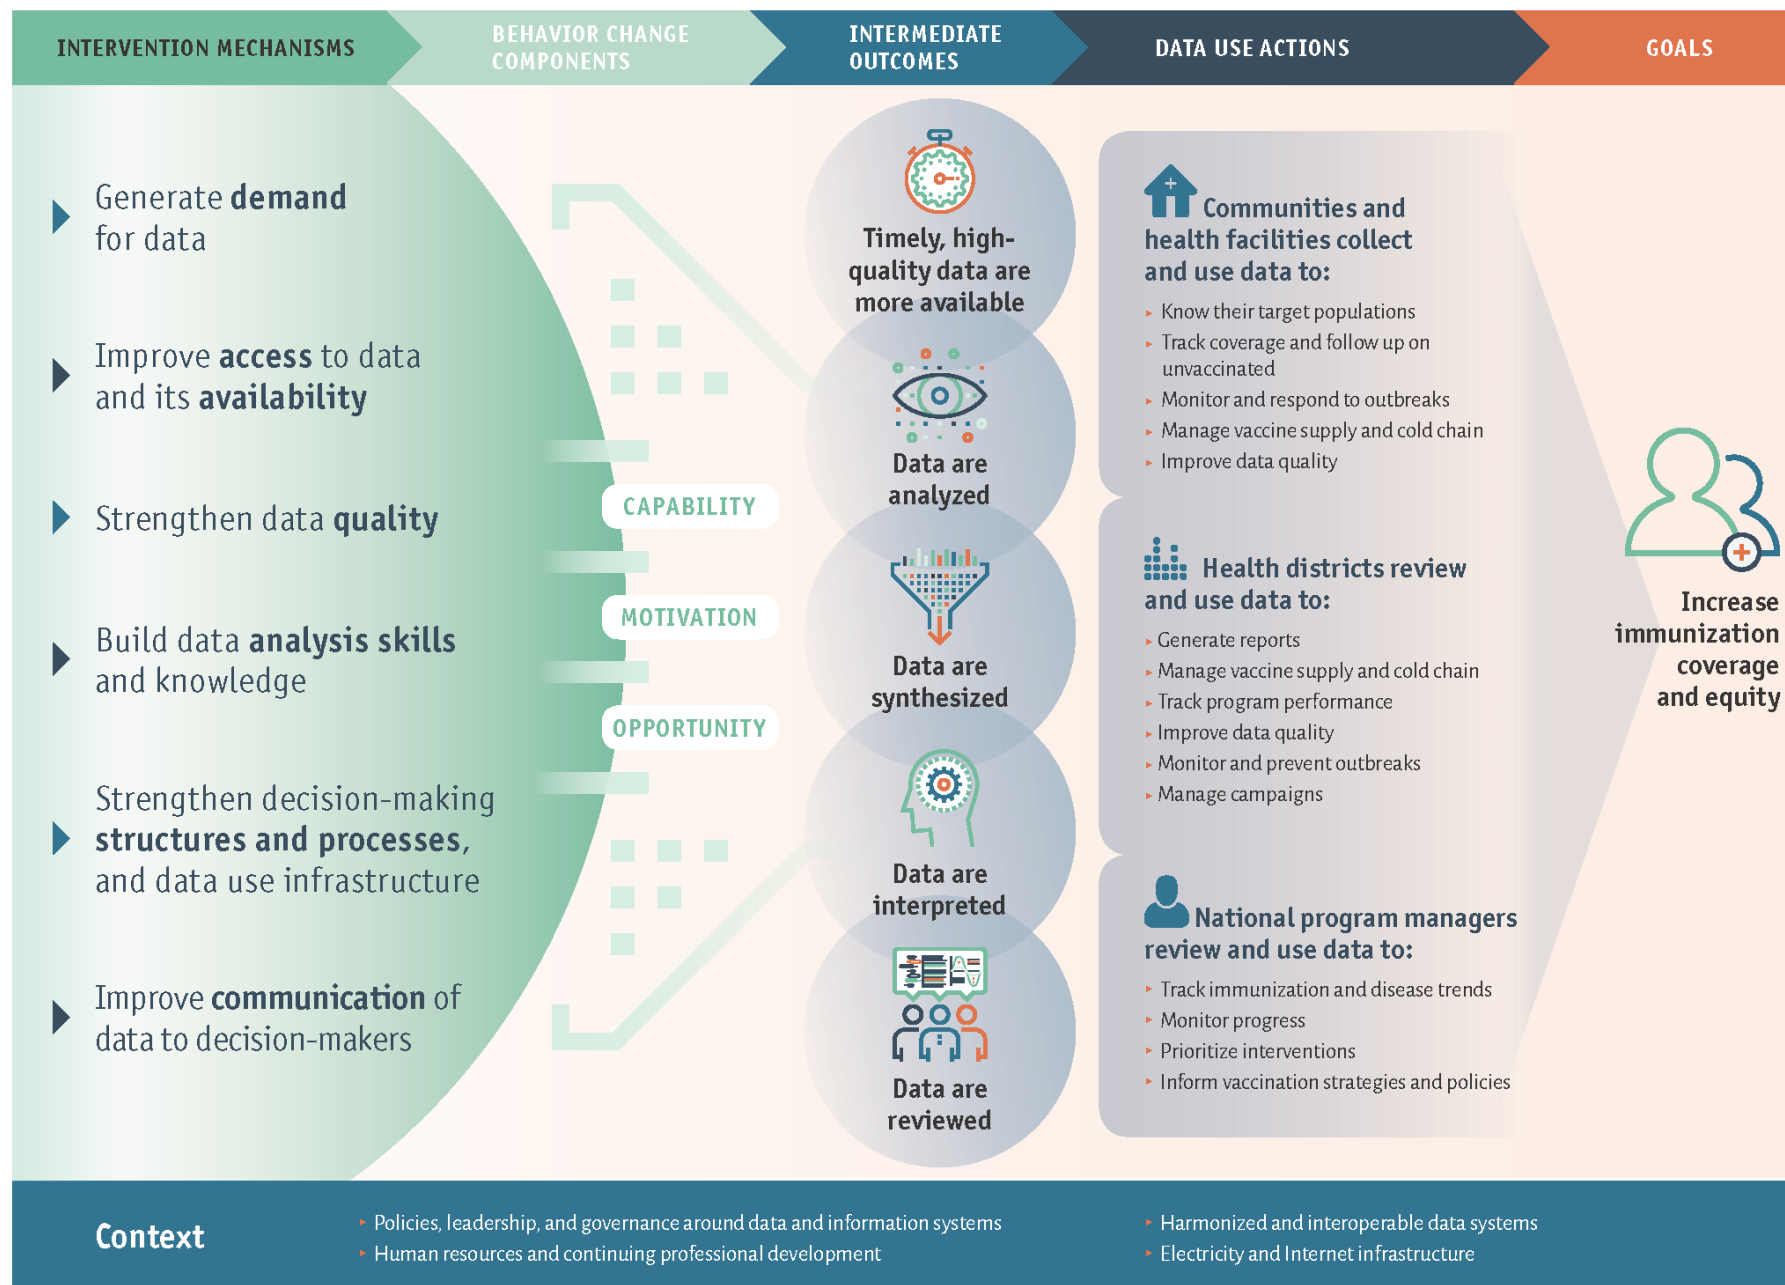 INTERVENTION MECHANISMS
BEHAVIOR CHANGE
COMPONENTS
INTERMEDIATE
OUTCOMES
DATA USE ACTIONS
GOALS
Generate demand
for data
Improve access to data
and its availability
Strengthen data quality
Build data analysis skills
and knowledge
Strengthen decision-making
structures and processes,
and data use infrastructure
Improve communication of
data to decision-makers
CAPABILITY
MOTIVATION
OPPORTUNITY
Timely, high-
quality data are
more available
Data are
analyzed
Data are
synthesized
Data are
interpreted
Data are
reviewed
Communities and
health facilities collect
and use data to:
Know their target populations
Track coverage and follow up on
unvaccinated
Monitor and respond to outbreaks
Manage vaccine supply and cold chain
Improve data quality
Health districts review
and use data to:
Generate reports
Manage vaccine supply and cold chain
Track program performance
Improve data quality
Monitor and prevent outbreaks
Manage campaigns
National program managers
review and use data to:
Track immunization and disease trends
Monitor progress
Prioritize interventions
Inform vaccination strategies and policies
Increase
immunization
coverage
and equity
Context
Policies, leadership, and governance around data and information systems
Human resources and continuing professional development
Harmonized and interoperable data systems
Electricity and Internet infrastructure